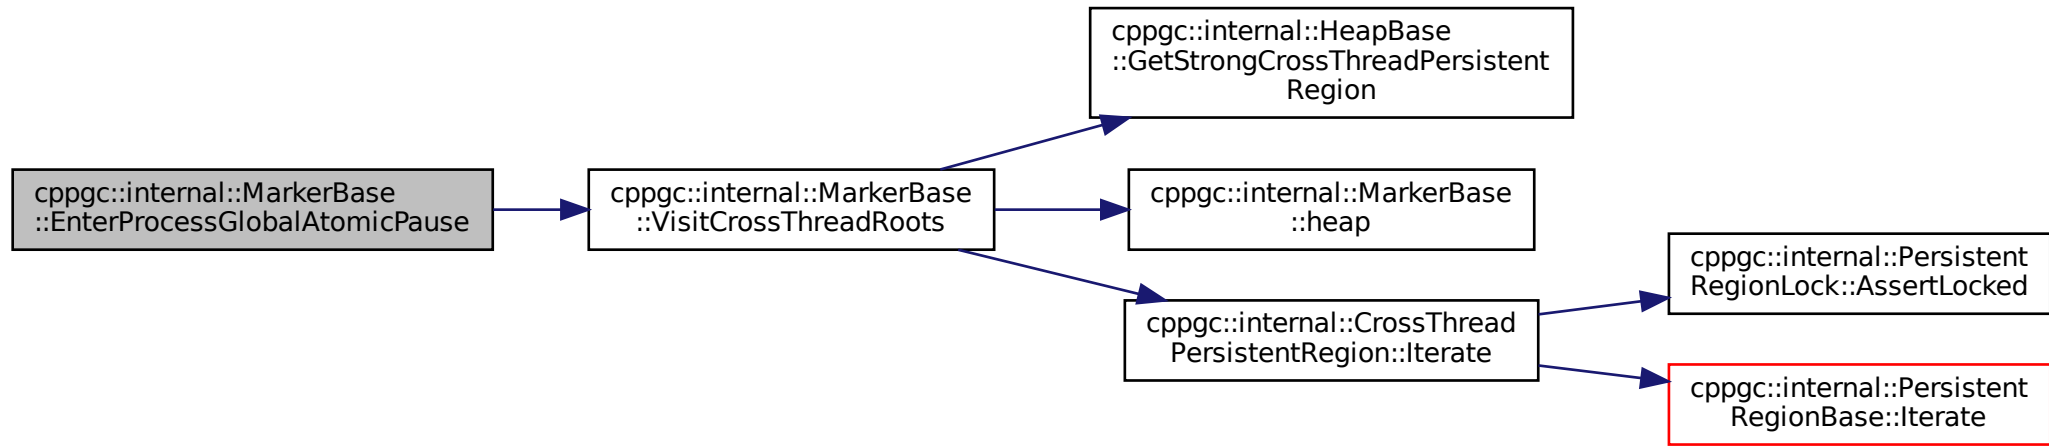 cppgc::internal::MarkerBase
::EnterProcessGlobalAtomicPause
cppgc::internal::MarkerBase
::VisitCrossThreadRoots
cppgc::internal::HeapBase
::GetStrongCrossThreadPersistent
Region
cppgc::internal::MarkerBase
::heap
cppgc::internal::CrossThread
PersistentRegion::Iterate
cppgc::internal::Persistent
RegionLock::AssertLocked
cppgc::internal::Persistent
RegionBase::Iterate